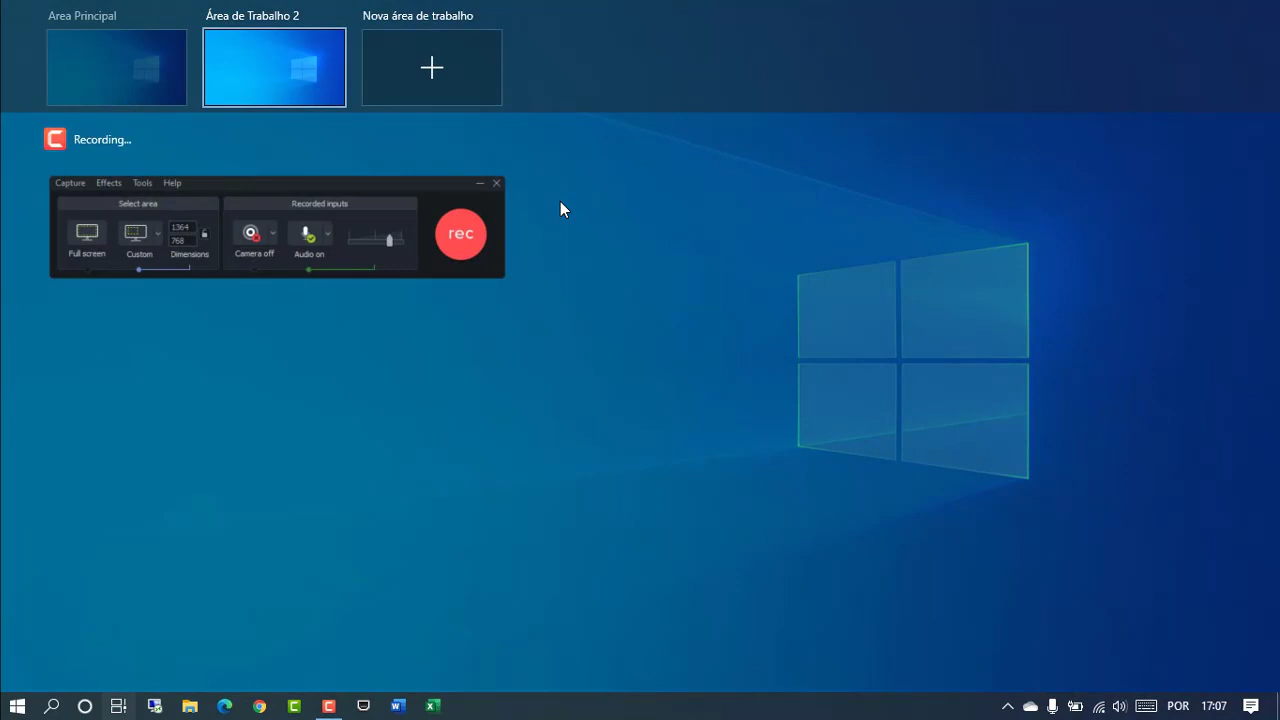 Area Principal
Área de Trabalho 2
Nova área de trabalho
Recording...
Capture Effects Tools Help
Select area
Recorded inputs
1364
768
rec
Full screen
Custom
Dimensions
Camera off
Audio on
POR
17:07